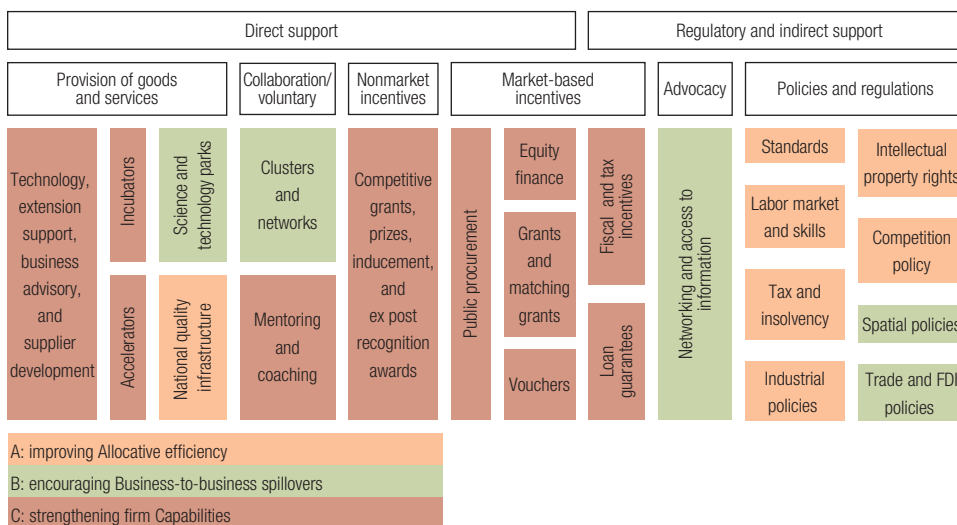 Direct support
Regulatory and indirect support
Provision of goods
and services
Collaboration/
voluntary
Nonmarket
incentives
Market-based
incentives
Advocacy
Policies and regulations
Technology,
extension
support,
business
advisory,
and
supplier
development
Incubators
Accelerators
Science and
technology parks
National quality
infrastructure
Clusters
and
networks
Mentoring
and
coaching
Competitive
grants,
prizes,
inducement,
and
ex post
recognition
awards
Public procurement
Equity
finance
Grants
and
matching
grants
Vouchers
Fiscal and tax
incentives
Loan
guarantees
Networking and access to
information
Standards
Labor market
and skills
Tax and
insolvency
Industrial
policies
Intellectual
property rights
Competition
policy
Spatial policies
Trade and FDI
policies
A: improving Allocative efficiency
B: encouraging Business-to-business spillovers
C: strengthening firm Capabilities